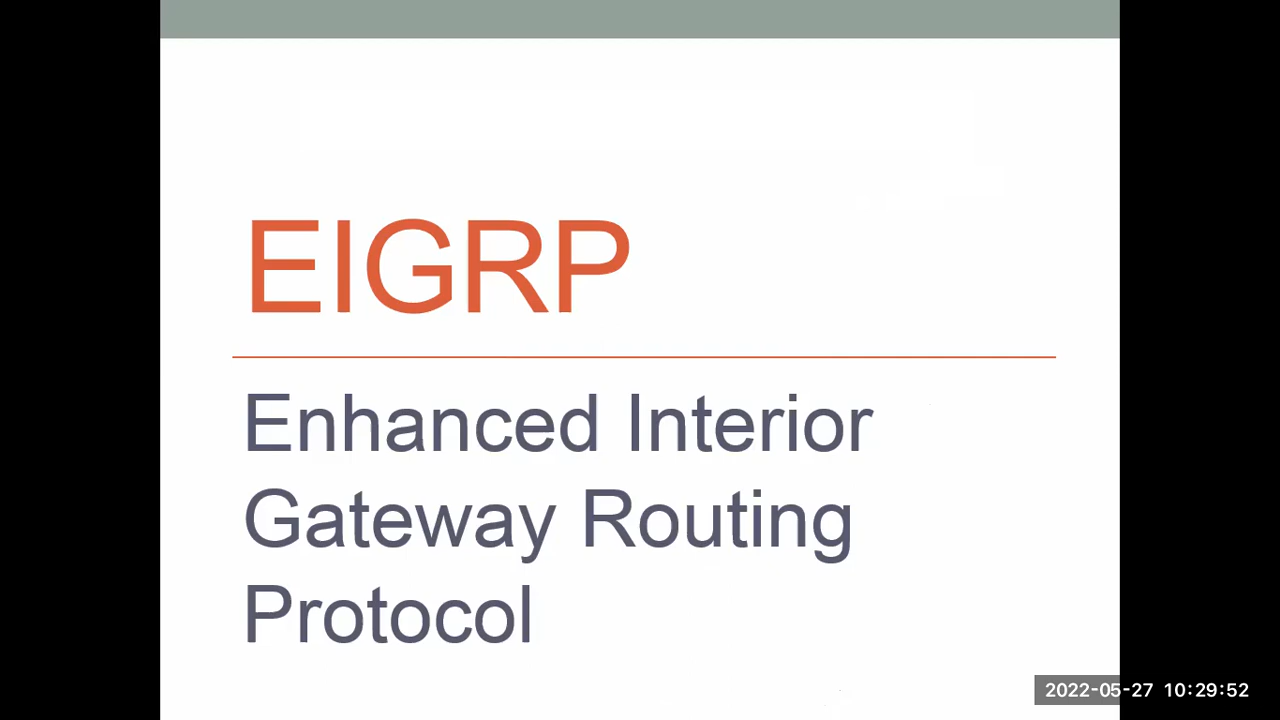 EIGRP
Enhanced Interior
Gateway Routing
Protocol
2022-05-27 10:29:52